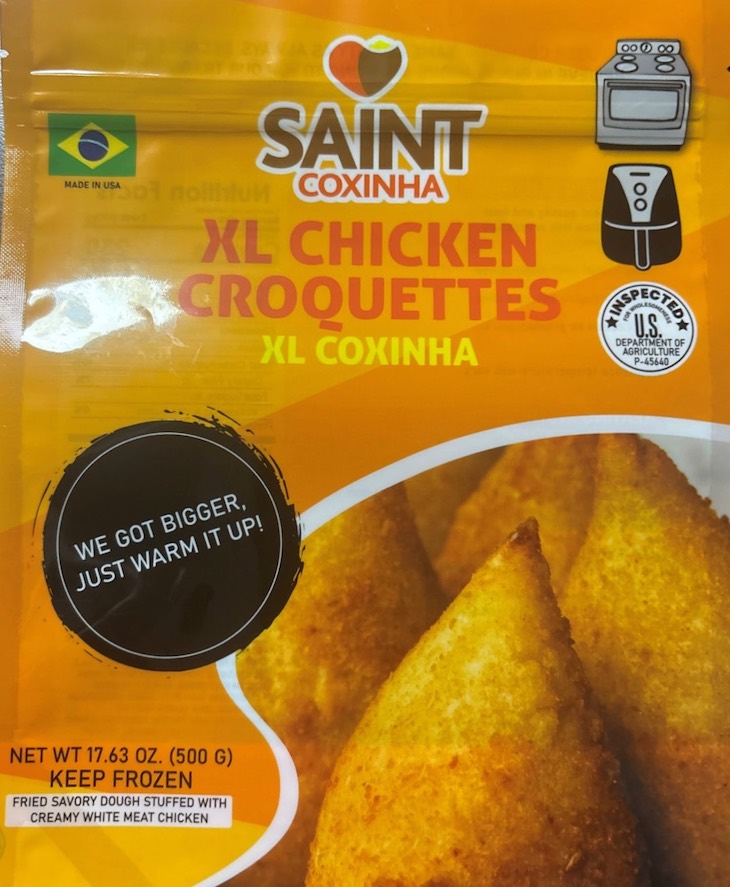 SAINT
COXINHA
MADE IN USA
XL CHICKEN
CROQUETTES
XL COXINHA
INSPECTED
FOR WHOLESOMENESS
U.S.
DEPARTMENT OF
AGRICULTURE
P-45640
WE GOT BIGGER,
JUST WARM IT UP!
NET WT 17.63 OZ. (500 G)
KEEP FROZEN
FRIED SAVORY DOUGH STUFFED WITH
CREAMY WHITE MEAT CHICKEN